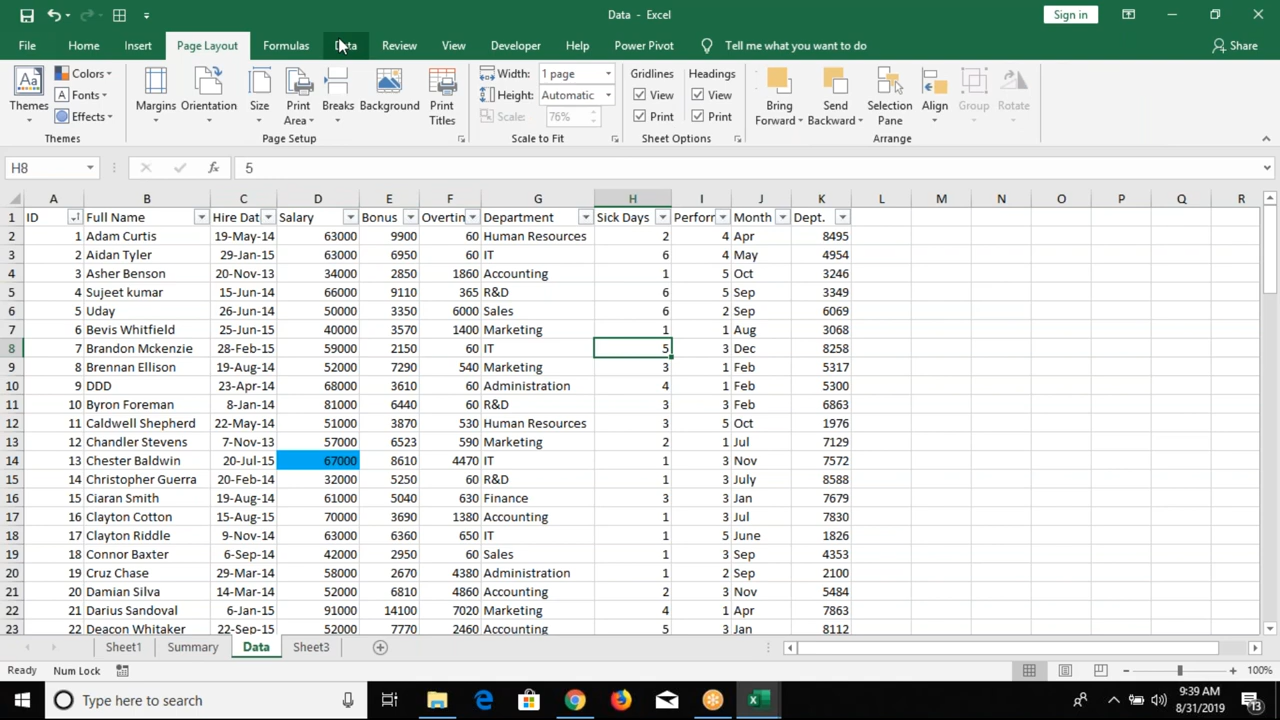 Data - Excel
Sign in
File Home Insert Page Layout Formulas Data Review View Developer Help Power Pivot Tell me what you want to do Share
Themes Colors Fonts Effects Margins Orientation Size Print Area Breaks Background Print Titles Width: 1 page Height: Automatic Scale: 76% Gridlines View Print Headings View Print Bring Forward Send Backward Selection Pane Align Group Rotate
Themes Page Setup Scale to Fit Sheet Options Arrange
H8 fx 5
A B C D E F G H I J K L M N O P Q R
1 ID Full Name Hire Dat Salary Bonus Overtin Department Sick Days Perforn Month Dept.
2 1 Adam Curtis 19-May-14 63000 9900 60 Human Resources 2 4 Apr 8495
3 2 Aidan Tyler 29-Jan-15 63000 6950 60 IT 6 4 May 4954
4 3 Asher Benson 20-Nov-13 34000 2850 1860 Accounting 1 5 Oct 3246
5 4 Sujeet kumar 15-Jun-14 66000 9110 365 R&D 6 5 Sep 3349
6 5 Uday 26-Jun-14 50000 3350 6000 Sales 6 2 Sep 6069
7 6 Bevis Whitfield 25-Jun-15 40000 3570 1400 Marketing 1 1 Aug 3068
8 7 Brandon Mckenzie 28-Feb-15 59000 2150 60 IT 5 3 Dec 8258
9 8 Brennan Ellison 19-Aug-14 52000 7290 540 Marketing 3 1 Feb 5317
10 9 DDD 23-Apr-14 68000 3610 60 Administration 4 1 Feb 5300
11 10 Byron Foreman 8-Jan-14 81000 6440 60 R&D 3 3 Feb 6863
12 11 Caldwell Shepherd 22-May-14 51000 3870 530 Human Resources 3 5 Oct 1976
13 12 Chandler Stevens 7-Nov-13 57000 6523 590 Marketing 2 1 Jul 7129
14 13 Chester Baldwin 20-Jul-15 67000 8610 4470 IT 1 3 Nov 7572
15 14 Christopher Guerra 20-Feb-14 32000 5250 60 R&D 1 3 July 8588
16 15 Ciaran Smith 19-Aug-14 61000 5040 630 Finance 3 3 Jan 7679
17 16 Clayton Cotton 15-Aug-15 70000 3690 1380 Accounting 1 3 Jul 7830
18 17 Clayton Riddle 9-Nov-14 63000 6360 650 IT 1 5 June 1826
19 18 Connor Baxter 6-Sep-14 42000 2950 60 Sales 1 3 Sep 4353
20 19 Cruz Chase 29-Mar-14 58000 2670 4380 Administration 1 2 Sep 2100
21 20 Damian Silva 14-Mar-14 52000 6810 4860 Accounting 2 3 Nov 5484
22 21 Darius Sandoval 6-Jan-15 91000 14100 7020 Marketing 4 1 Apr 7863
23 22 Deacon Whitaker 22-Sep-15 52000 7770 2460 Accounting 5 3 Jan 8112
Sheet1 Summary Data Sheet3
Ready Num Lock 100%
Type here to search 9:39 AM
8/31/2019 13